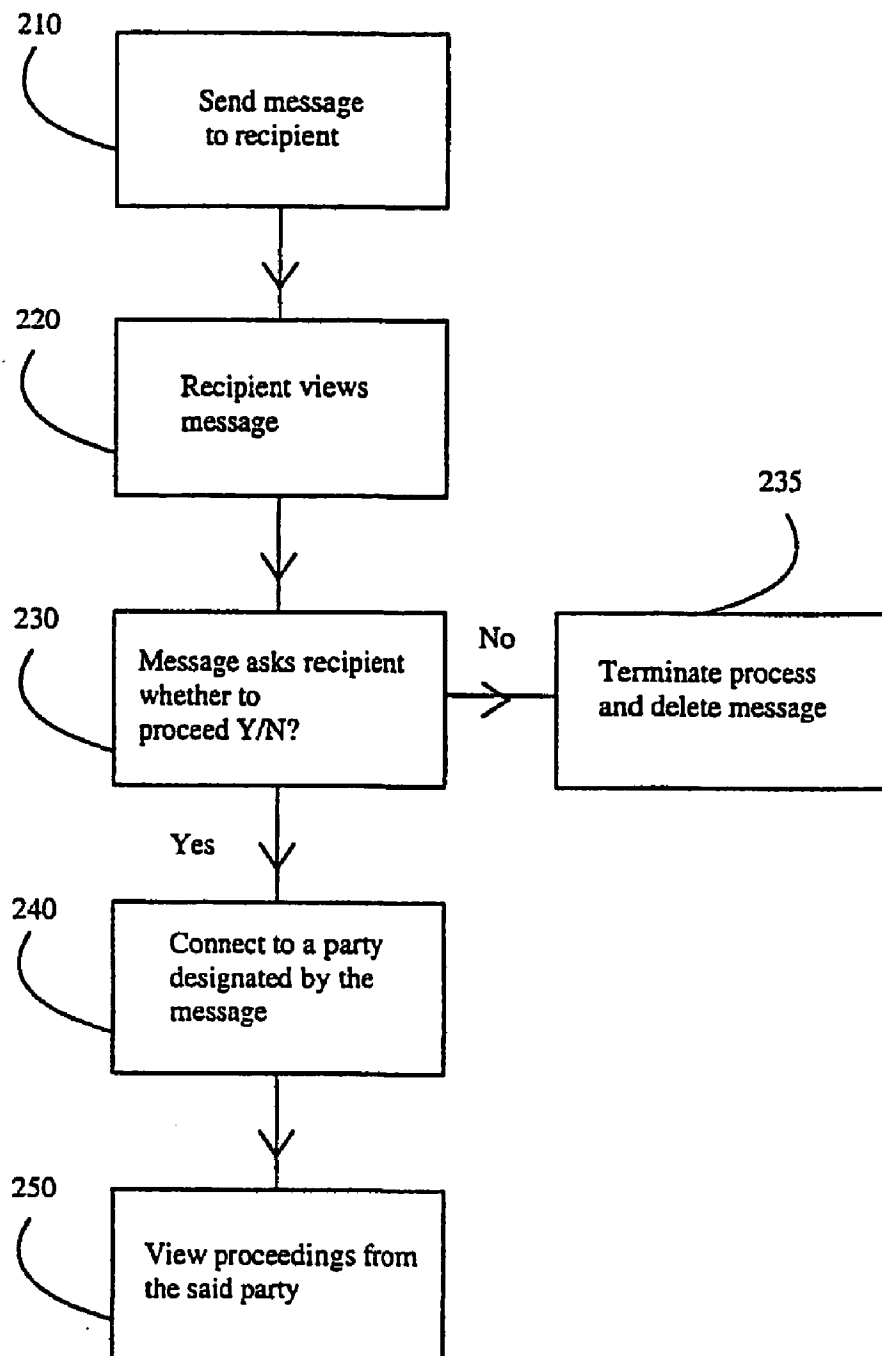 210
Send message
to recipient
220
Recipient views
message
235
230
Message asks recipient
whether to
proceed Y/N?
No
Terminate process
and delete message
Yes
240
Connect to a party
designated by the
message
250
View proceedings from
the said party